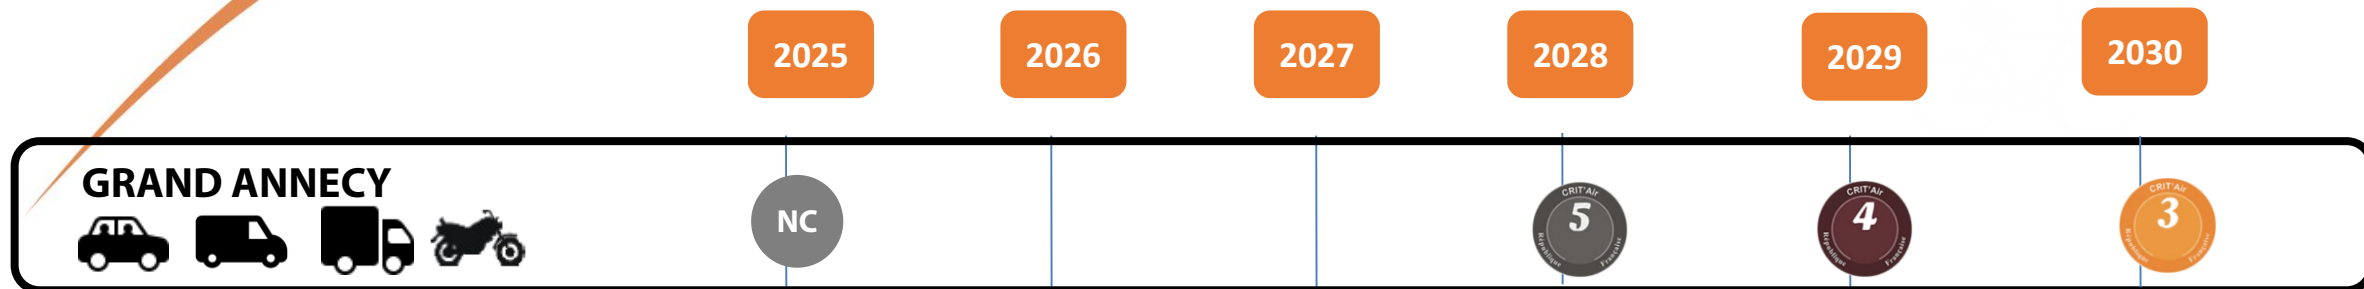 2025 2026 2027 2028 2029 2030
GRAND ANNECY
NC
CRIT'Air
5
République Française
CRIT'Air
4
République Française
CRIT'Air
3
République Française